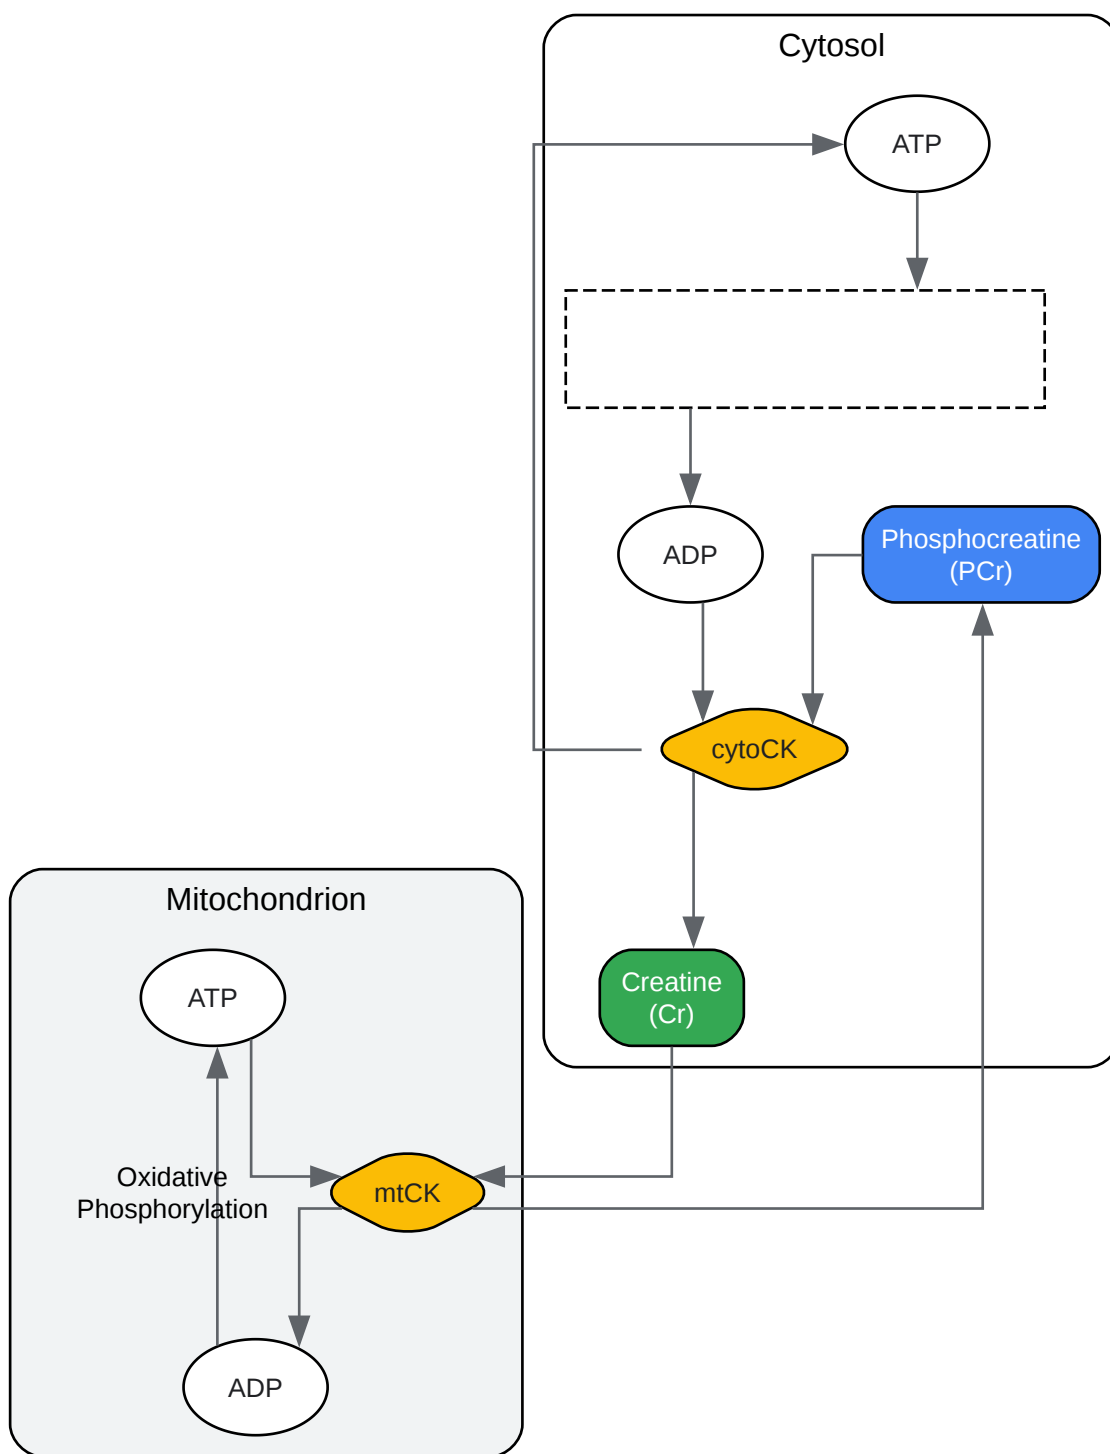 Cytosol
ATP
ADP
Phosphocreatine
(PCr)
cytoCK
Mitochondrion
ATP
Creatine
(Cr)
Oxidative
Phosphorylation
mtCK
ADP